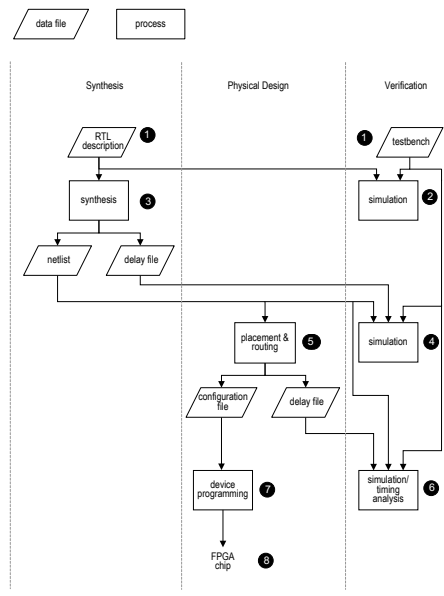 data file
process
Synthesis
Physical Design
Verification
RTL
description
1
1
testbench
synthesis
3
simulation
2
netlist
delay file
placement &
routing
5
simulation
4
configuration
file
delay file
device
programming
7
simulation/
timing
analysis
6
FPGA
chip
8